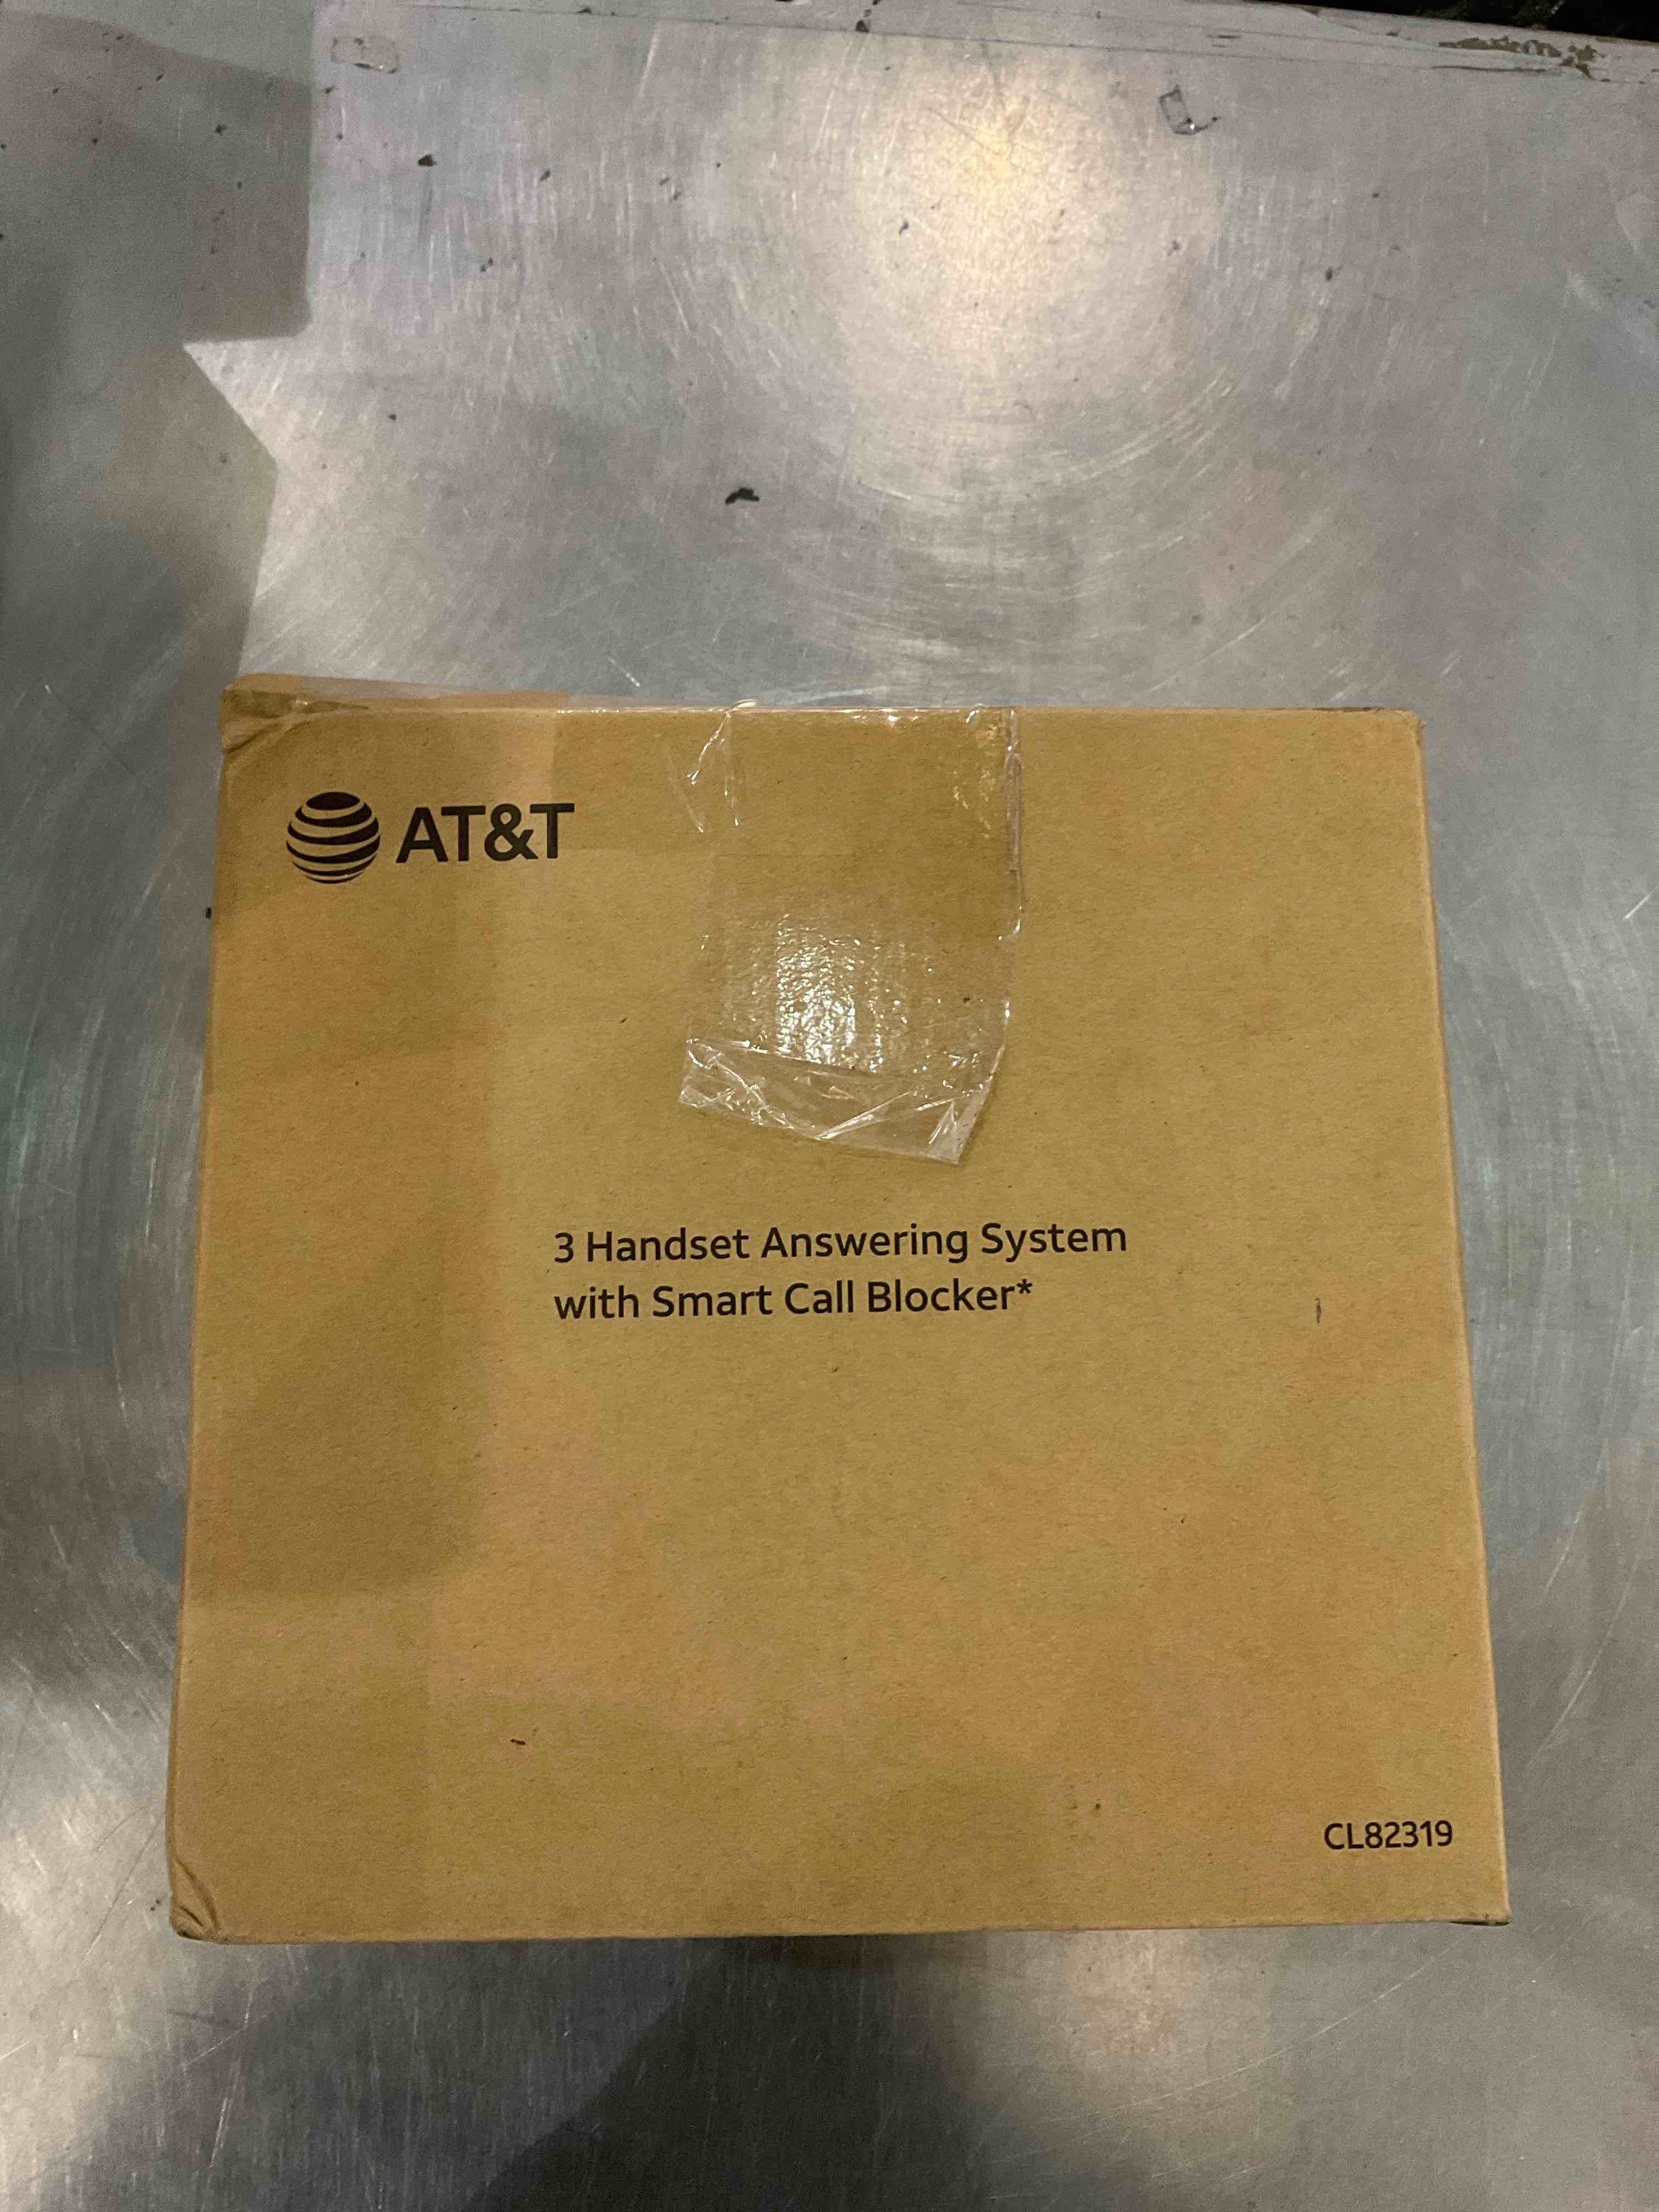 AT&T
3 Handset Answering System
with Smart Call Blocker*
CL82319